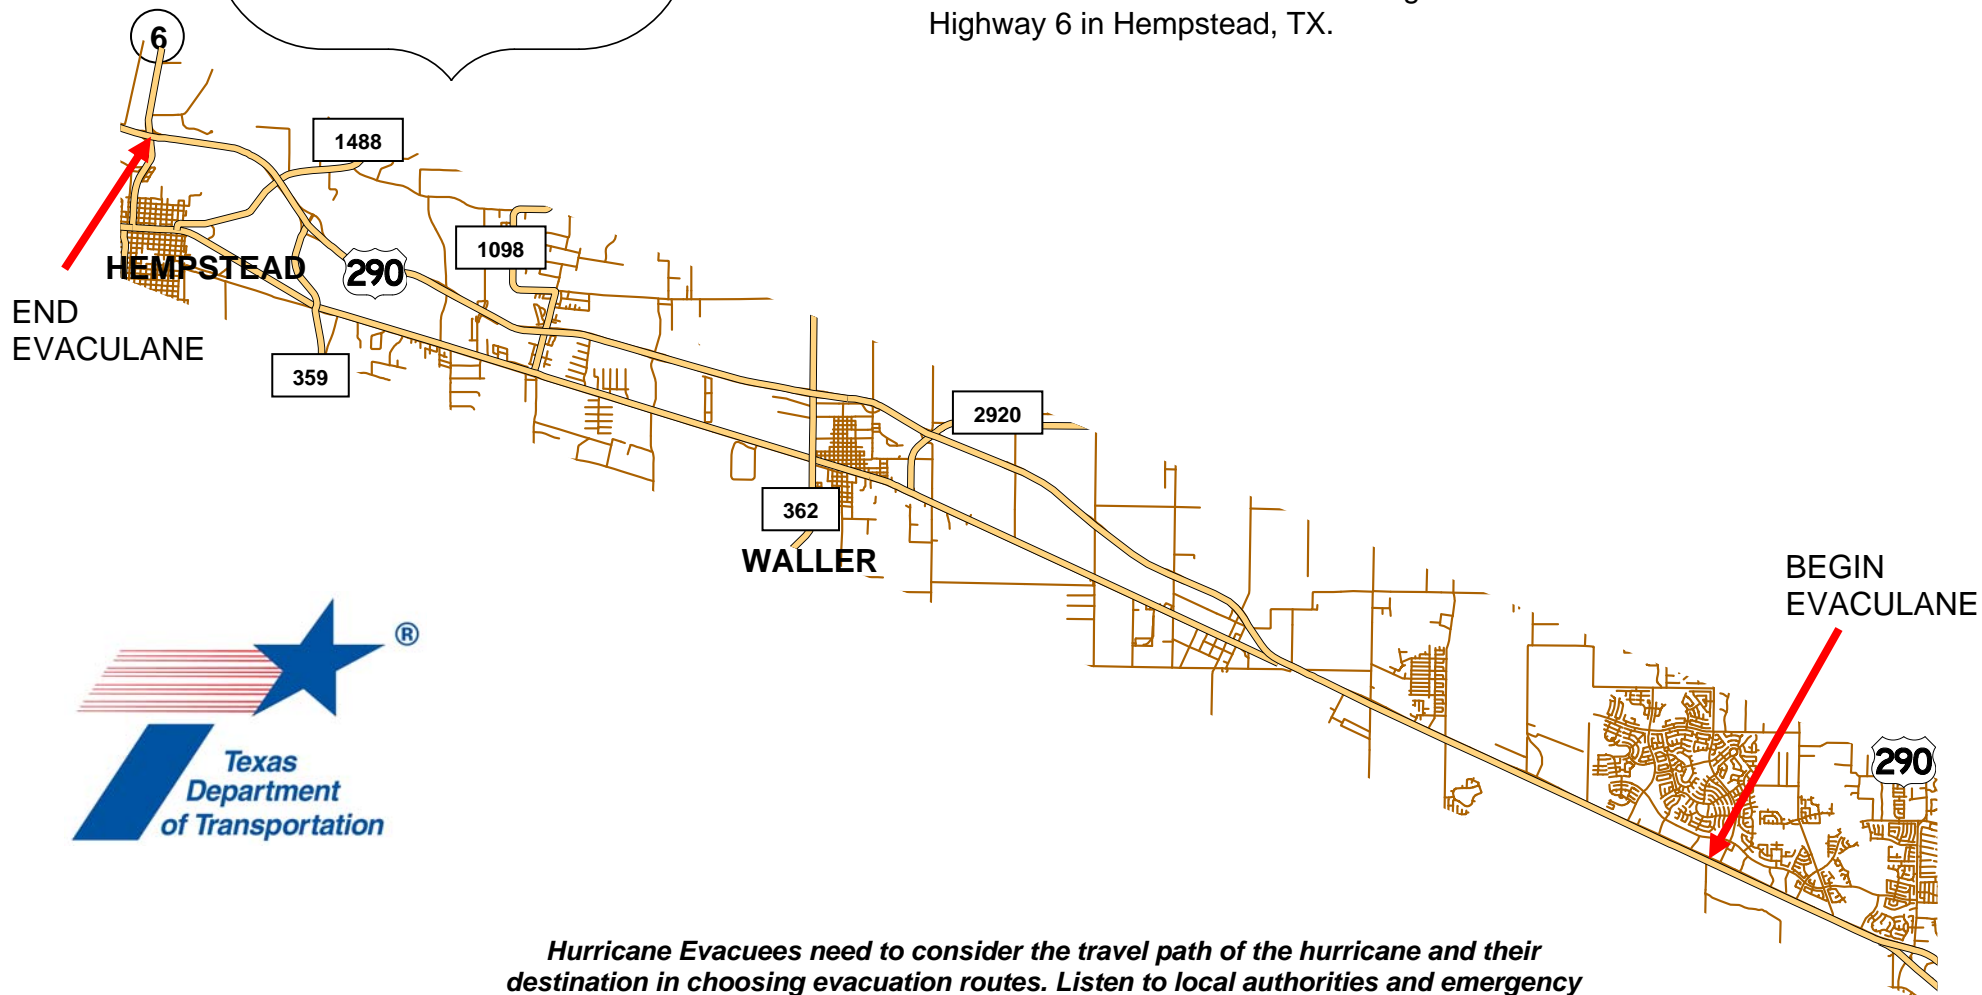 Highway 6 in Hempstead, TX.
6
1488
1098
HEMPSTEAD
290
END
EVACULANE
359
2920
362
WALLER
BEGIN
EVACULANE
290
®
Texas
Department
of Transportation
Hurricane Evacuees need to consider the travel path of the hurricane and their
destination in choosing evacuation routes. Listen to local authorities and emergency